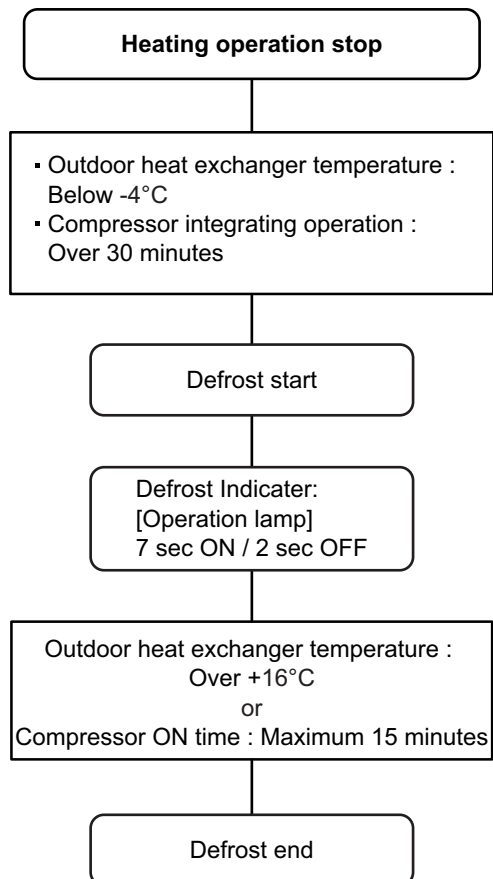 Heating operation stop
▪ Outdoor heat exchanger temperature :
Below -4°C
▪ Compressor integrating operation :
Over 30 minutes
Defrost start
Defrost Indicater:
[Operation lamp]
7 sec ON / 2 sec OFF
Outdoor heat exchanger temperature :
Over +16°C
or
Compressor ON time : Maximum 15 minutes
Defrost end